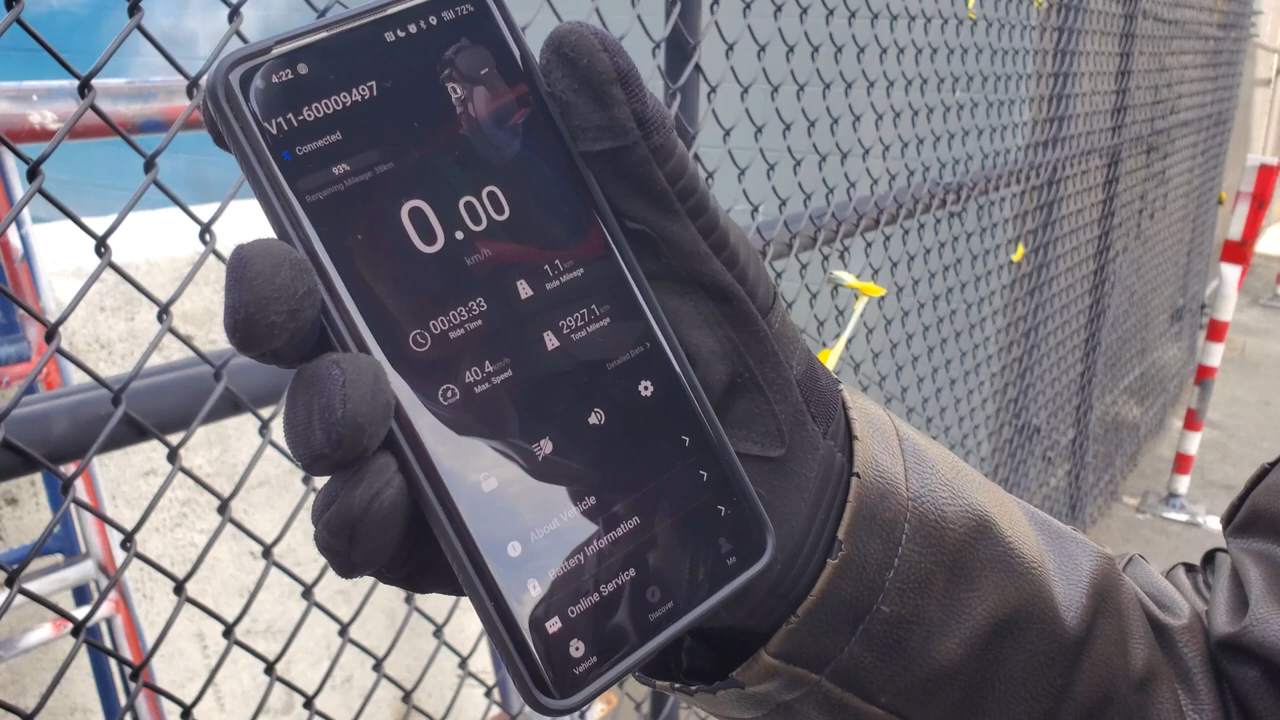 4:22 72%
V11-60009497
Connected
93%
Remaining Mileage: 38km
0.00
km/h
00:03:33
Ride Time
1.1km
Ride Mileage
40.4km/h
Max. Speed
2927.1km
Total Mileage
Detailed Data >
About Vehicle
Battery Information
Online Service
Vehicle
Discover
Me